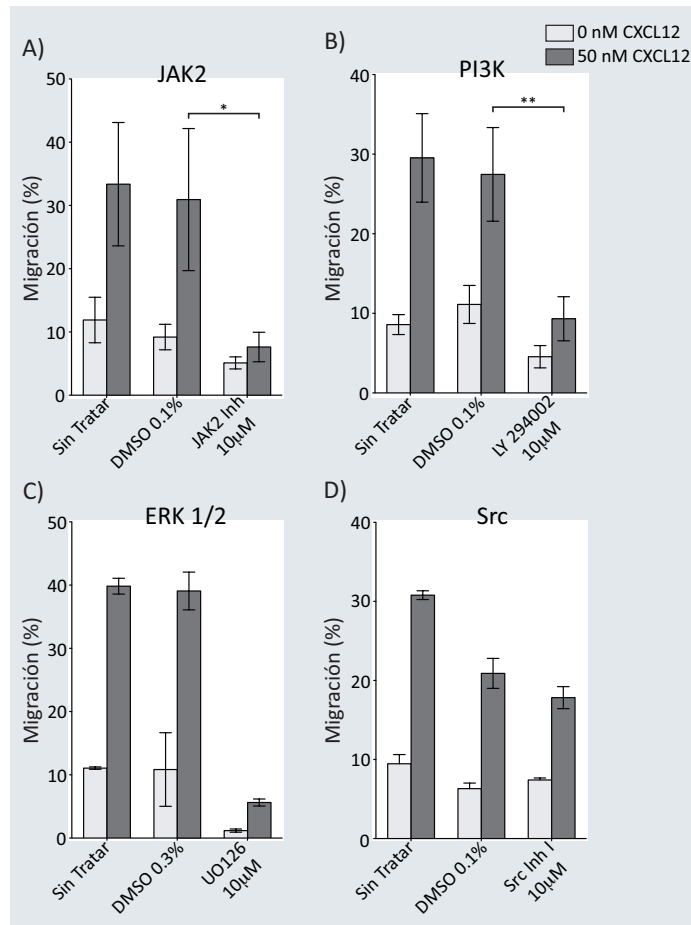 0 nM CXCL12
50 nM CXCL12
A)
JAK2
50
40
30
20
10
0
Migración (%)
*
Sin Tratar
DMSO 0.1%
JAK2 Inh
10µM
B)
PI3K
40
30
20
10
0
Migración (%)
**
Sin Tratar
DMSO 0.1%
LY 294002
10µM
C)
ERK 1/2
50
40
30
20
10
0
Migración (%)
Sin Tratar
DMSO 0.3%
UO126
10µM
D)
Src
40
30
20
10
0
Migración (%)
Sin Tratar
DMSO 0.1%
Src Inh I
10µM